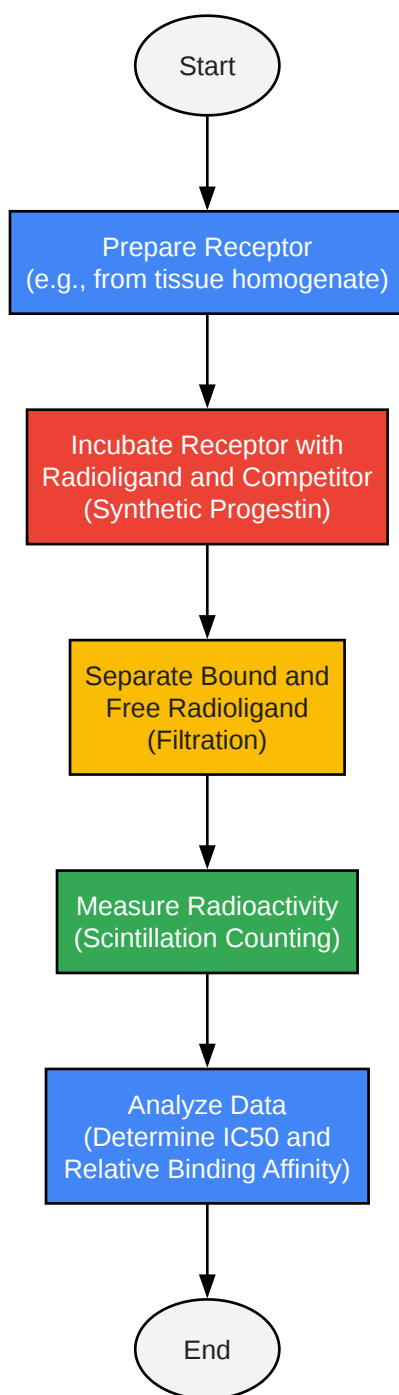 Start
Prepare Receptor
(e.g., from tissue homogenate)
Incubate Receptor with
Radioligand and Competitor
(Synthetic Progestin)
Separate Bound and
Free Radioligand
(Filtration)
Measure Radioactivity
(Scintillation Counting)
Analyze Data
(Determine IC50 and
Relative Binding Affinity)
End